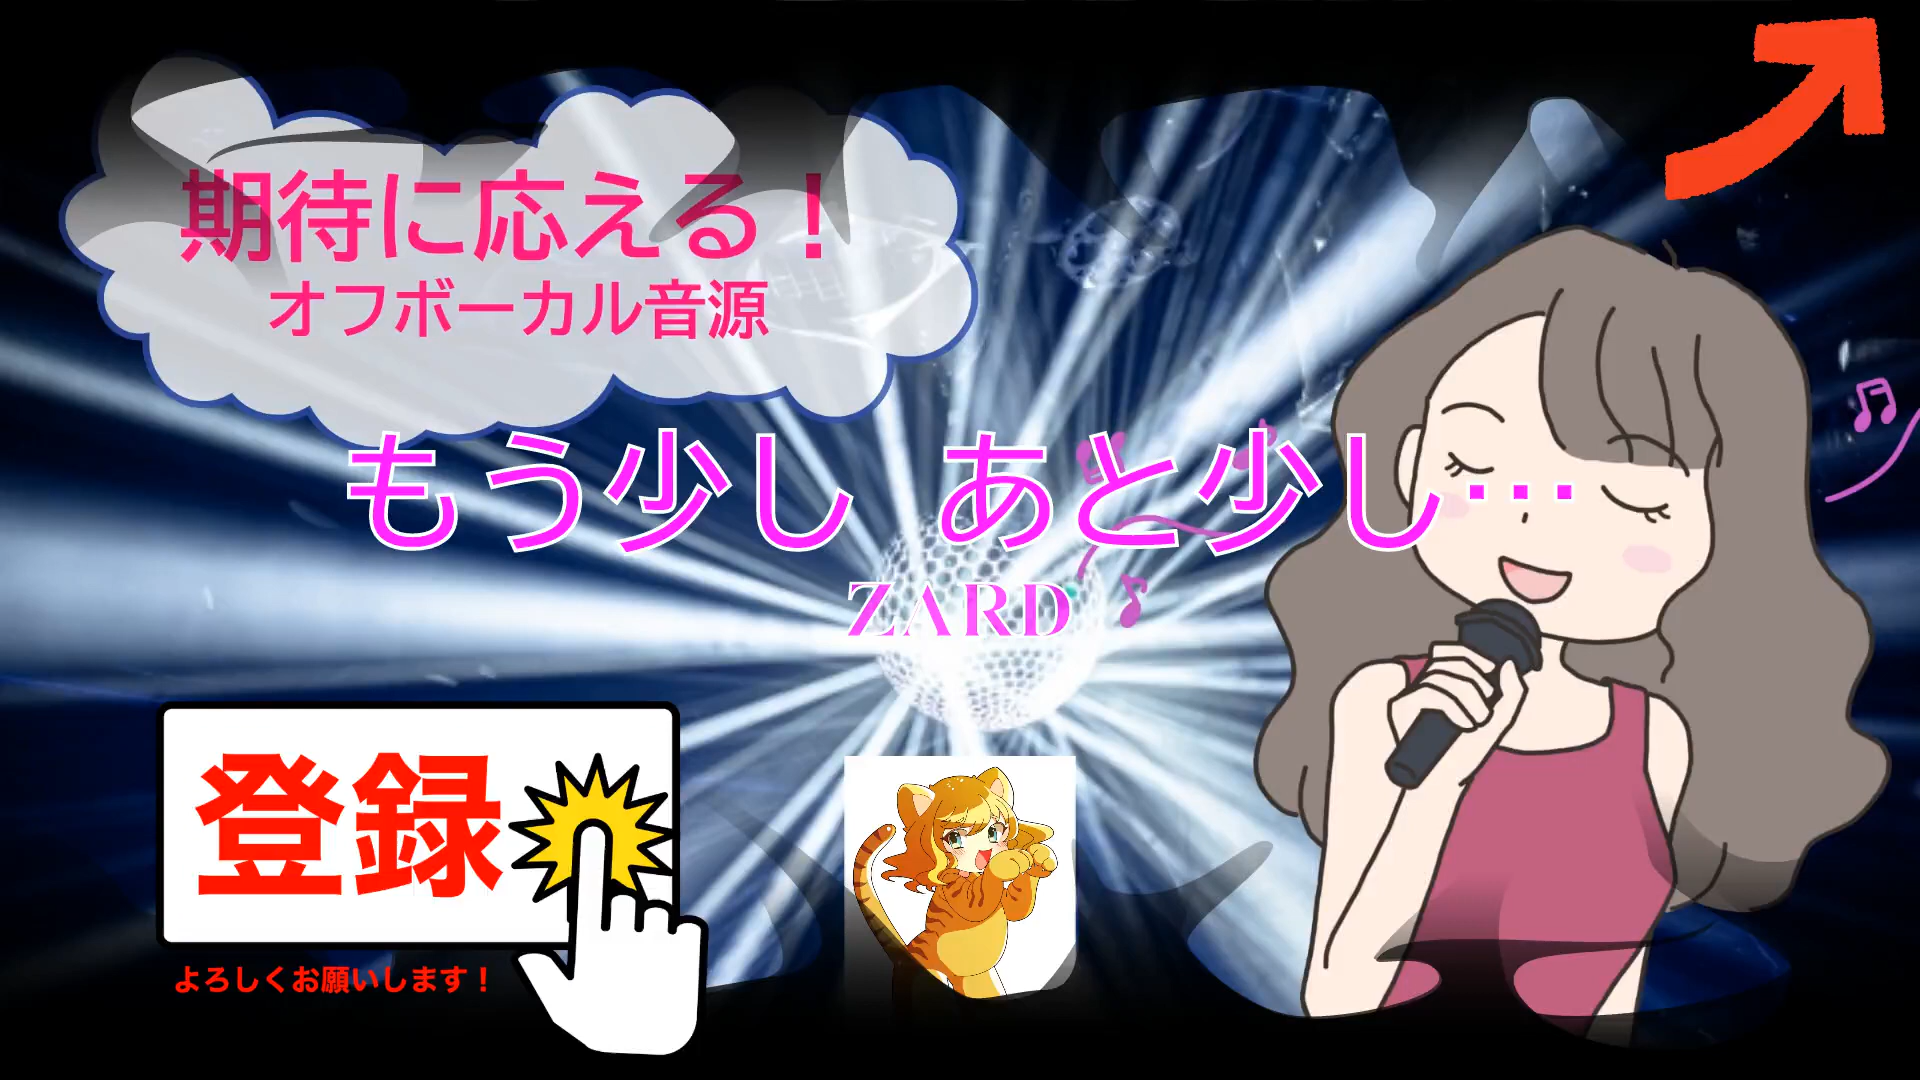 期待に応える！
オフボーカル音源
もう少し あと少し…
ZARD
登録
よろしくお願いします！